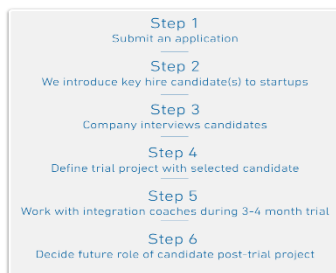 Step 1
Submit an application
Step 2
We introduce key hire candidate(s) to startups
Step 3
Company interviews candidates
Step 4
Define trial project with selected candidate
Step 5
Work with integration coaches during 3-4 month trial
Step 6
Decide future role of candidate post-trial project